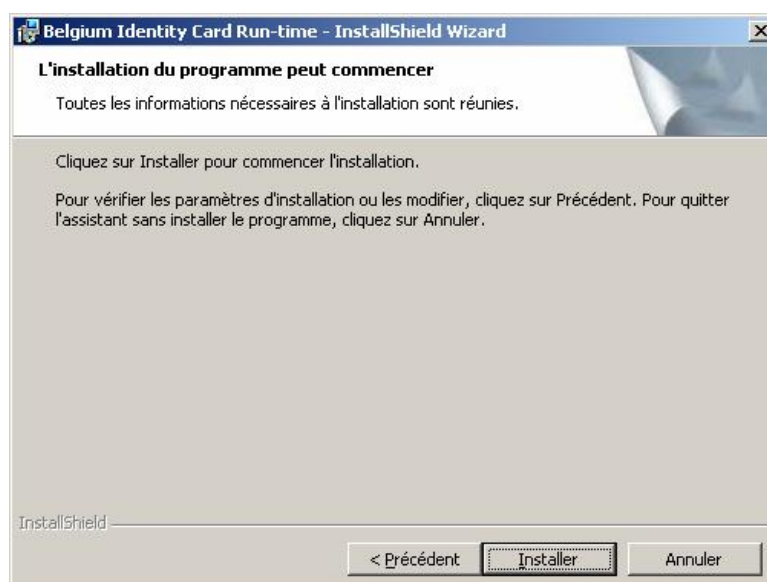 Belgium Identity Card Run-time - InstallShield Wizard
L'installation du programme peut commencer
Toutes les informations nécessaires à l'installation sont réunies.
Cliquez sur Installer pour commencer l'installation.
Pour vérifier les paramètres d'installation ou les modifier, cliquez sur Précédent. Pour quitter
l'assistant sans installer le programme, cliquez sur Annuler.
InstallShield
< Précédent Installer Annuler